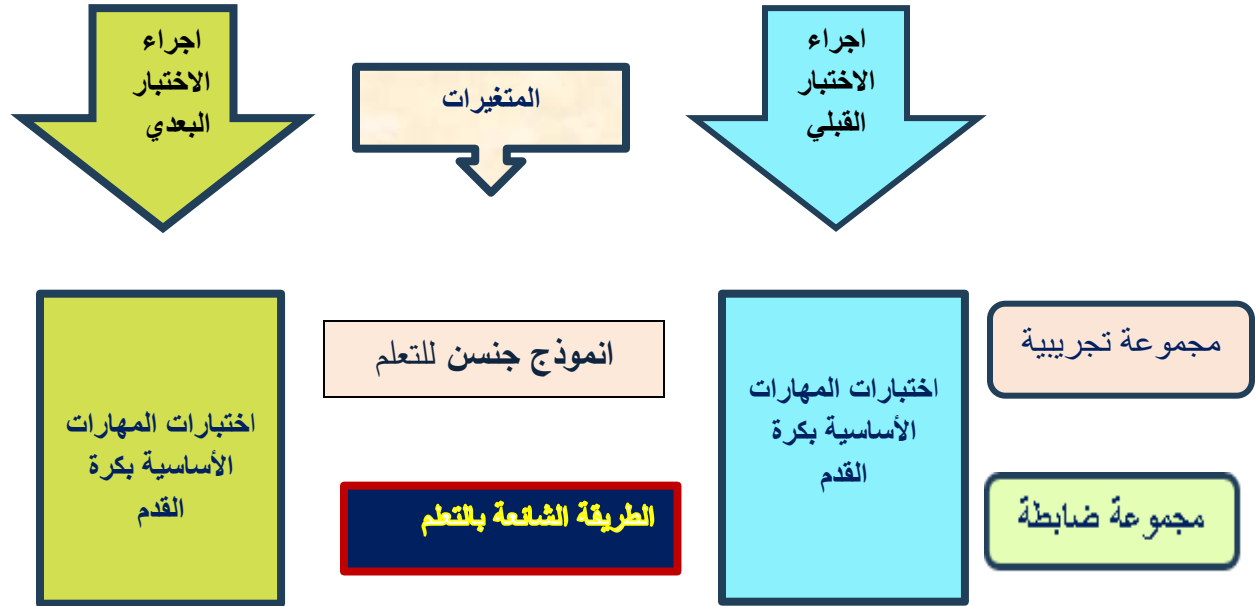 اجراء
الاختبار
القبلي
المتغيرات
اجراء
الاختبار
البعدي
مجموعة تجريبية
مجموعة ضابطة
اختبارات المهارات
الأساسية بكرة
القدم
انموذج جنسن للتعلم
الطريقة الشائعة بالتعلم
اختبارات المهارات
الأساسية بكرة
القدم